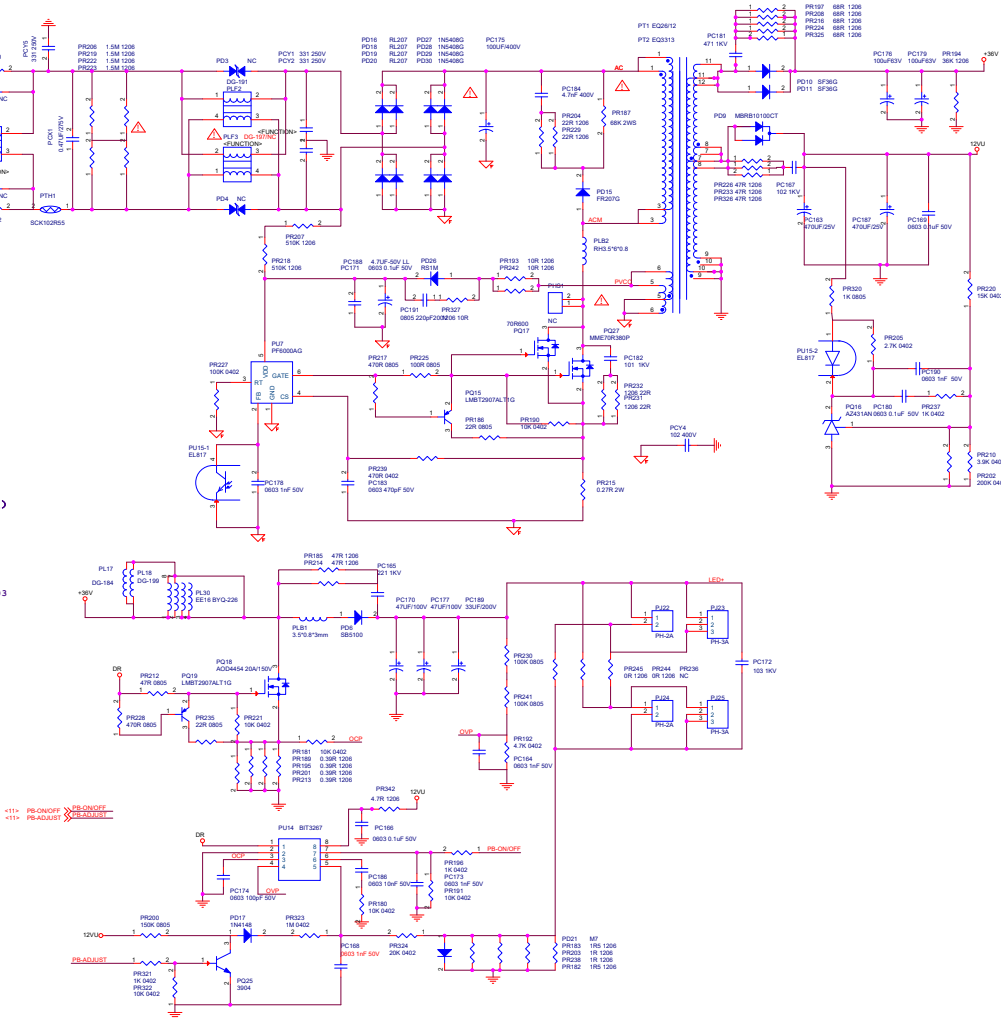 PCY5
331 250V
PR206 1.5M 1206
PR219 1.5M 1206
PR222 1.5M 1206
PR223 1.5M 1206
PCX1
0.47UF/275V
PTH1
SCK102R55
PD3 NC
DG-191
PLF2
PLF3 DG-197/NC
<FUNCTION>
<FUNCTION>
PD4 NC
PCY1 331 250V
PCY2 331 250V
PD16 RL207 PD27 1N5408G
PD18 RL207 PD28 1N5408G
PD19 RL207 PD29 1N5408G
PD20 RL207 PD30 1N5408G
PC175
100UF/400V
PT1 EQ26/12
PT2 EQ3313
AC
PC184
4.7nF 400V
PR204
22R 1206
PR229
22R 1206
PR187
68K 2WS
PD15
FR207G
ACM
PLB2
RH3.5*6*0.8
PC181
471 1KV
PR197 68R 1206
PR208 68R 1206
PR216 68R 1206
PR224 68R 1206
PR325 68R 1206
PD10 SF36G
PD11 SF36G
PC176
100uF63V
PC179
100uF63V
PR194
36K 1206
+36V
PD9 MBRB10100CT
12VU
PR226 47R 1206
PR233 47R 1206
PR326 47R 1206
PC167
102 1KV
PC163
470UF/25V
PC187
470UF/25V
PC169
0603 0.1uF 50V
PR207
510K 1206
PR218
510K 1206
PC188 4.7UF-50V LL
PC171 0603 0.1uF 50V
PD26
RS1M
PR193 10R 1206
PR242 10R 1206
PVCC
PC191
0805 220pF200V
PR327
1206 10R
PHS1
NC
PR320
1K 0805
PR220
15K 0402
PU15-2
EL817
PR205
2.7K 0402
PC190
0603 1nF 50V
PQ16
AZ431AN
PC180
0603 0.1uF 50V
PR237
1K 0402
PR210
3.9K 040
PR202
200K 040
PU7
PF6000AG
VDD
RT
GATE
FB
GND
CS
PR227
100K 0402
PR217
470R 0805
PR225
100R 0805
70R600
PQ17
PQ27
MME70R380P
PC182
101 1KV
PR232
1206 22R
PR231
1206 22R
PQ15
LMBT2907ALT1G
PR186
22R 0805
PR190
10K 0402
PCY4
102 400V
PU15-1
EL817
PC178
0603 1nF 50V
PR239
470R 0402
PC183
0603 470pF 50V
PR215
0.27R 2W
PL17
DG-184
PL18
DG-199
PL30
EE16 BYQ-226
+36V
PR185 47R 1206
PR214 47R 1206
PC165
221 1KV
PLB1
3.5*0.8*3mm
PD6
SB5100
PC170
47UF/100V
PC177
47UF/100V
PC189
33UF/200V
LED+
PJ22
PH-2A
PJ23
PH-3A
PJ24
PH-2A
PJ25
PH-3A
PC172
103 1KV
PR245
0R 1206
PR244
0R 1206
PR236
NC
PR230
100K 0805
PR241
100K 0805
OVP
PR192
4.7K 0402
PC164
0603 1nF 50V
DR
PR212
47R 0805
PQ19
LMBT2907ALT1G
PQ18
AOD4454 20A/150V
PR228
470R 0805
PR235
22R 0805
PR221
10K 0402
OCP
PR181 10K 0402
PR189 0.39R 1206
PR195 0.39R 1206
PR201 0.39R 1206
PR213 0.39R 1206
<11> PB-ON/OFF PB-ON/OFF
<11> PB-ADJUST PB-ADJUST
PR342
4.7R 1206
12VU
PC166
0603 0.1uF 50V
PU14 BIT3267
DR
OCP
OVP
PC174
0603 100pF 50V
PC186
0603 10nF 50V
PR180
10K 0402
PR196
1K 0402
PC173
0603 1nF 50V
PR191
10K 0402
PB-ON/OFF
12VU
PR200
150K 0805
PD17
1N4148
PR323
1M 0402
PR324
20K 0402
PC168
0603 1nF 50V
PB-ADJUST
PR321
1K 0402
PR322
10K 0402
PQ25
3904
PD21 M7
PR183 1R5 1206
PR203 1R 1206
PR238 1R 1206
PR182 1R5 1206